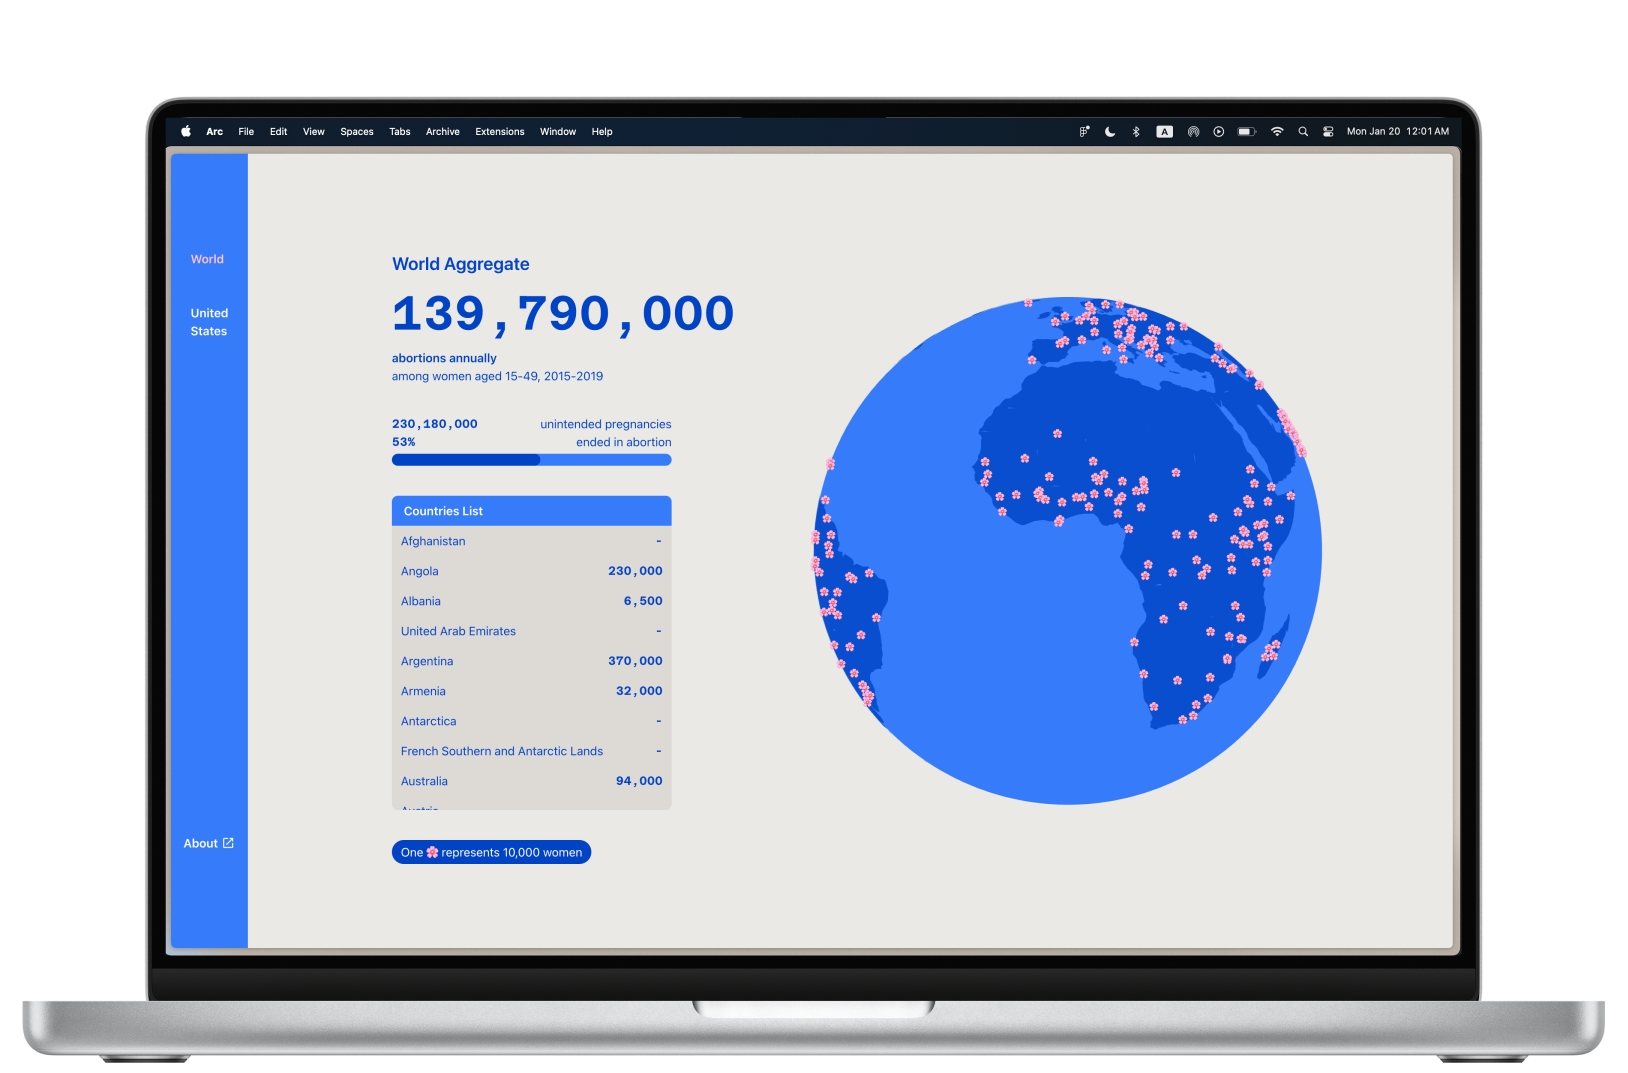 Arc File Edit View Spaces Tabs Archive Extensions Window Help
A Mon Jan 20 12:01AM
World
United
States
About
World Aggregate
139,790,000
abortions annually
among women aged 15-49, 2015-2019
230,180,000 unintended pregnancies
53% ended in abortion
Countries List
Afghanistan -
Angola 230,000
Albania 6,500
United Arab Emirates -
Argentina 370,000
Armenia 32,000
Antarctica -
French Southern and Antarctic Lands -
Australia 94,000
One 🌸 represents 10,000 women